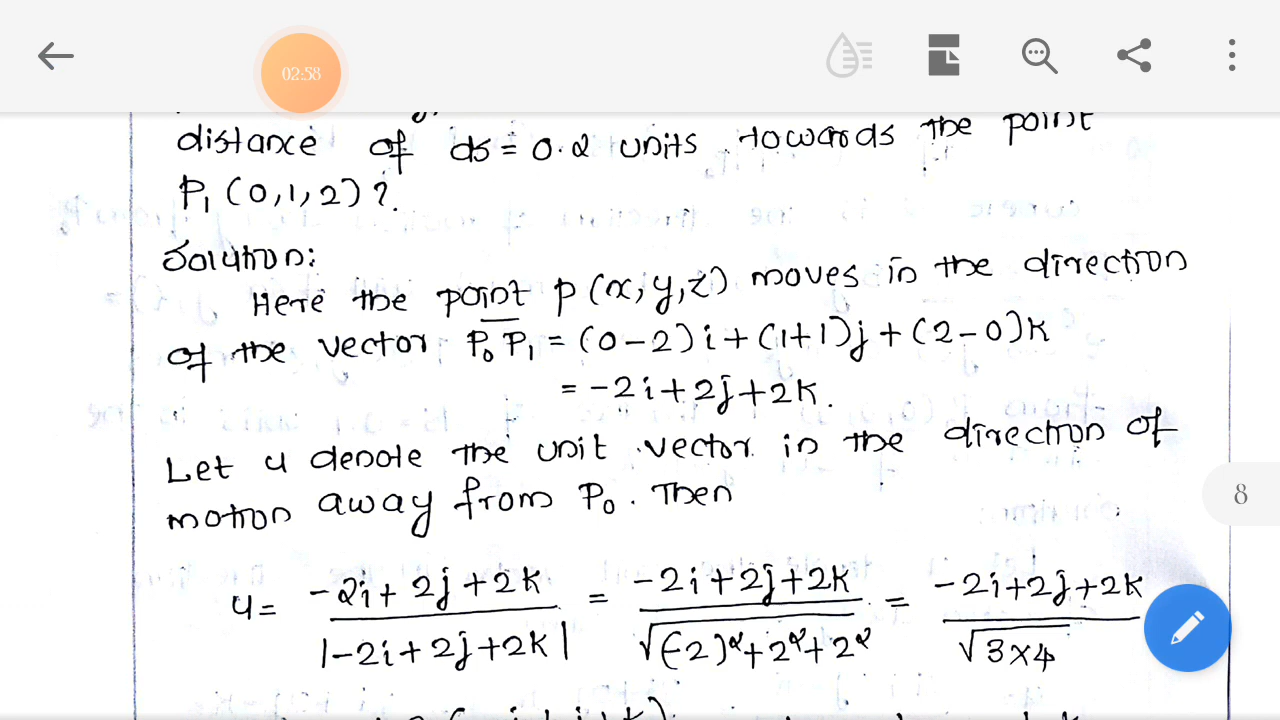 02:58
distance of ds = 0.2 units towards the point
P₁ (0,1,2) ?.
Solution:
Here the point P (x,y,z) moves in the direction
of the vector P₀P₁ = (0-2)i + (1+1)j + (2-0)k
= -2i+2j+2k.
Let u denote the unit vector in the direction of
motion away from P₀. Then
u = (-2i+2j+2k)/|-2i+2j+2k| = (-2i+2j+2k)/√((-2)²+2²+2²) = (-2i+2j+2k)/√(3×4)
8